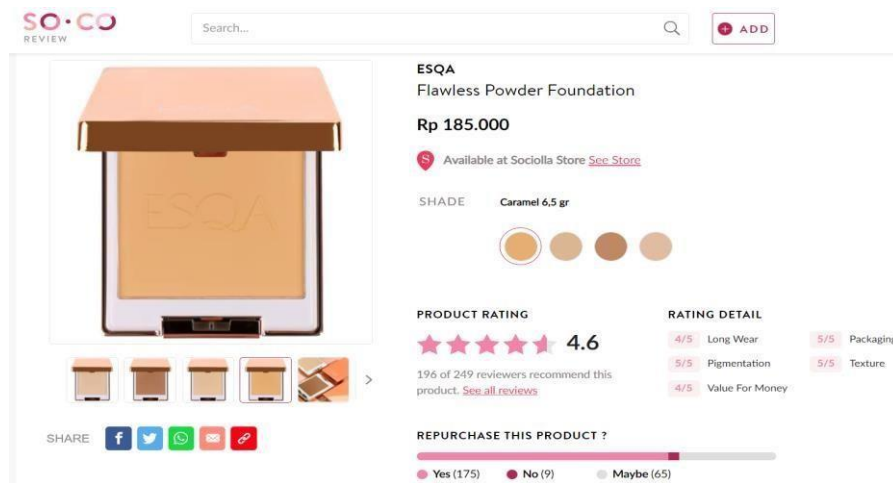 SO•CO
REVIEW
Search...
ADD
ESQA
Flawless Powder Foundation
Rp 185.000
S Available at Sociolla Store See Store
SHADE Caramel 6,5 gr
ESQA
PRODUCT RATING
4.6
196 of 249 reviewers recommend this
product. See all reviews
RATING DETAIL
4/5 Long Wear 5/5 Packaging
5/5 Pigmentation 5/5 Texture
4/5 Value For Money
SHARE
REPURCHASE THIS PRODUCT ?
Yes (175) No (9) Maybe (65)